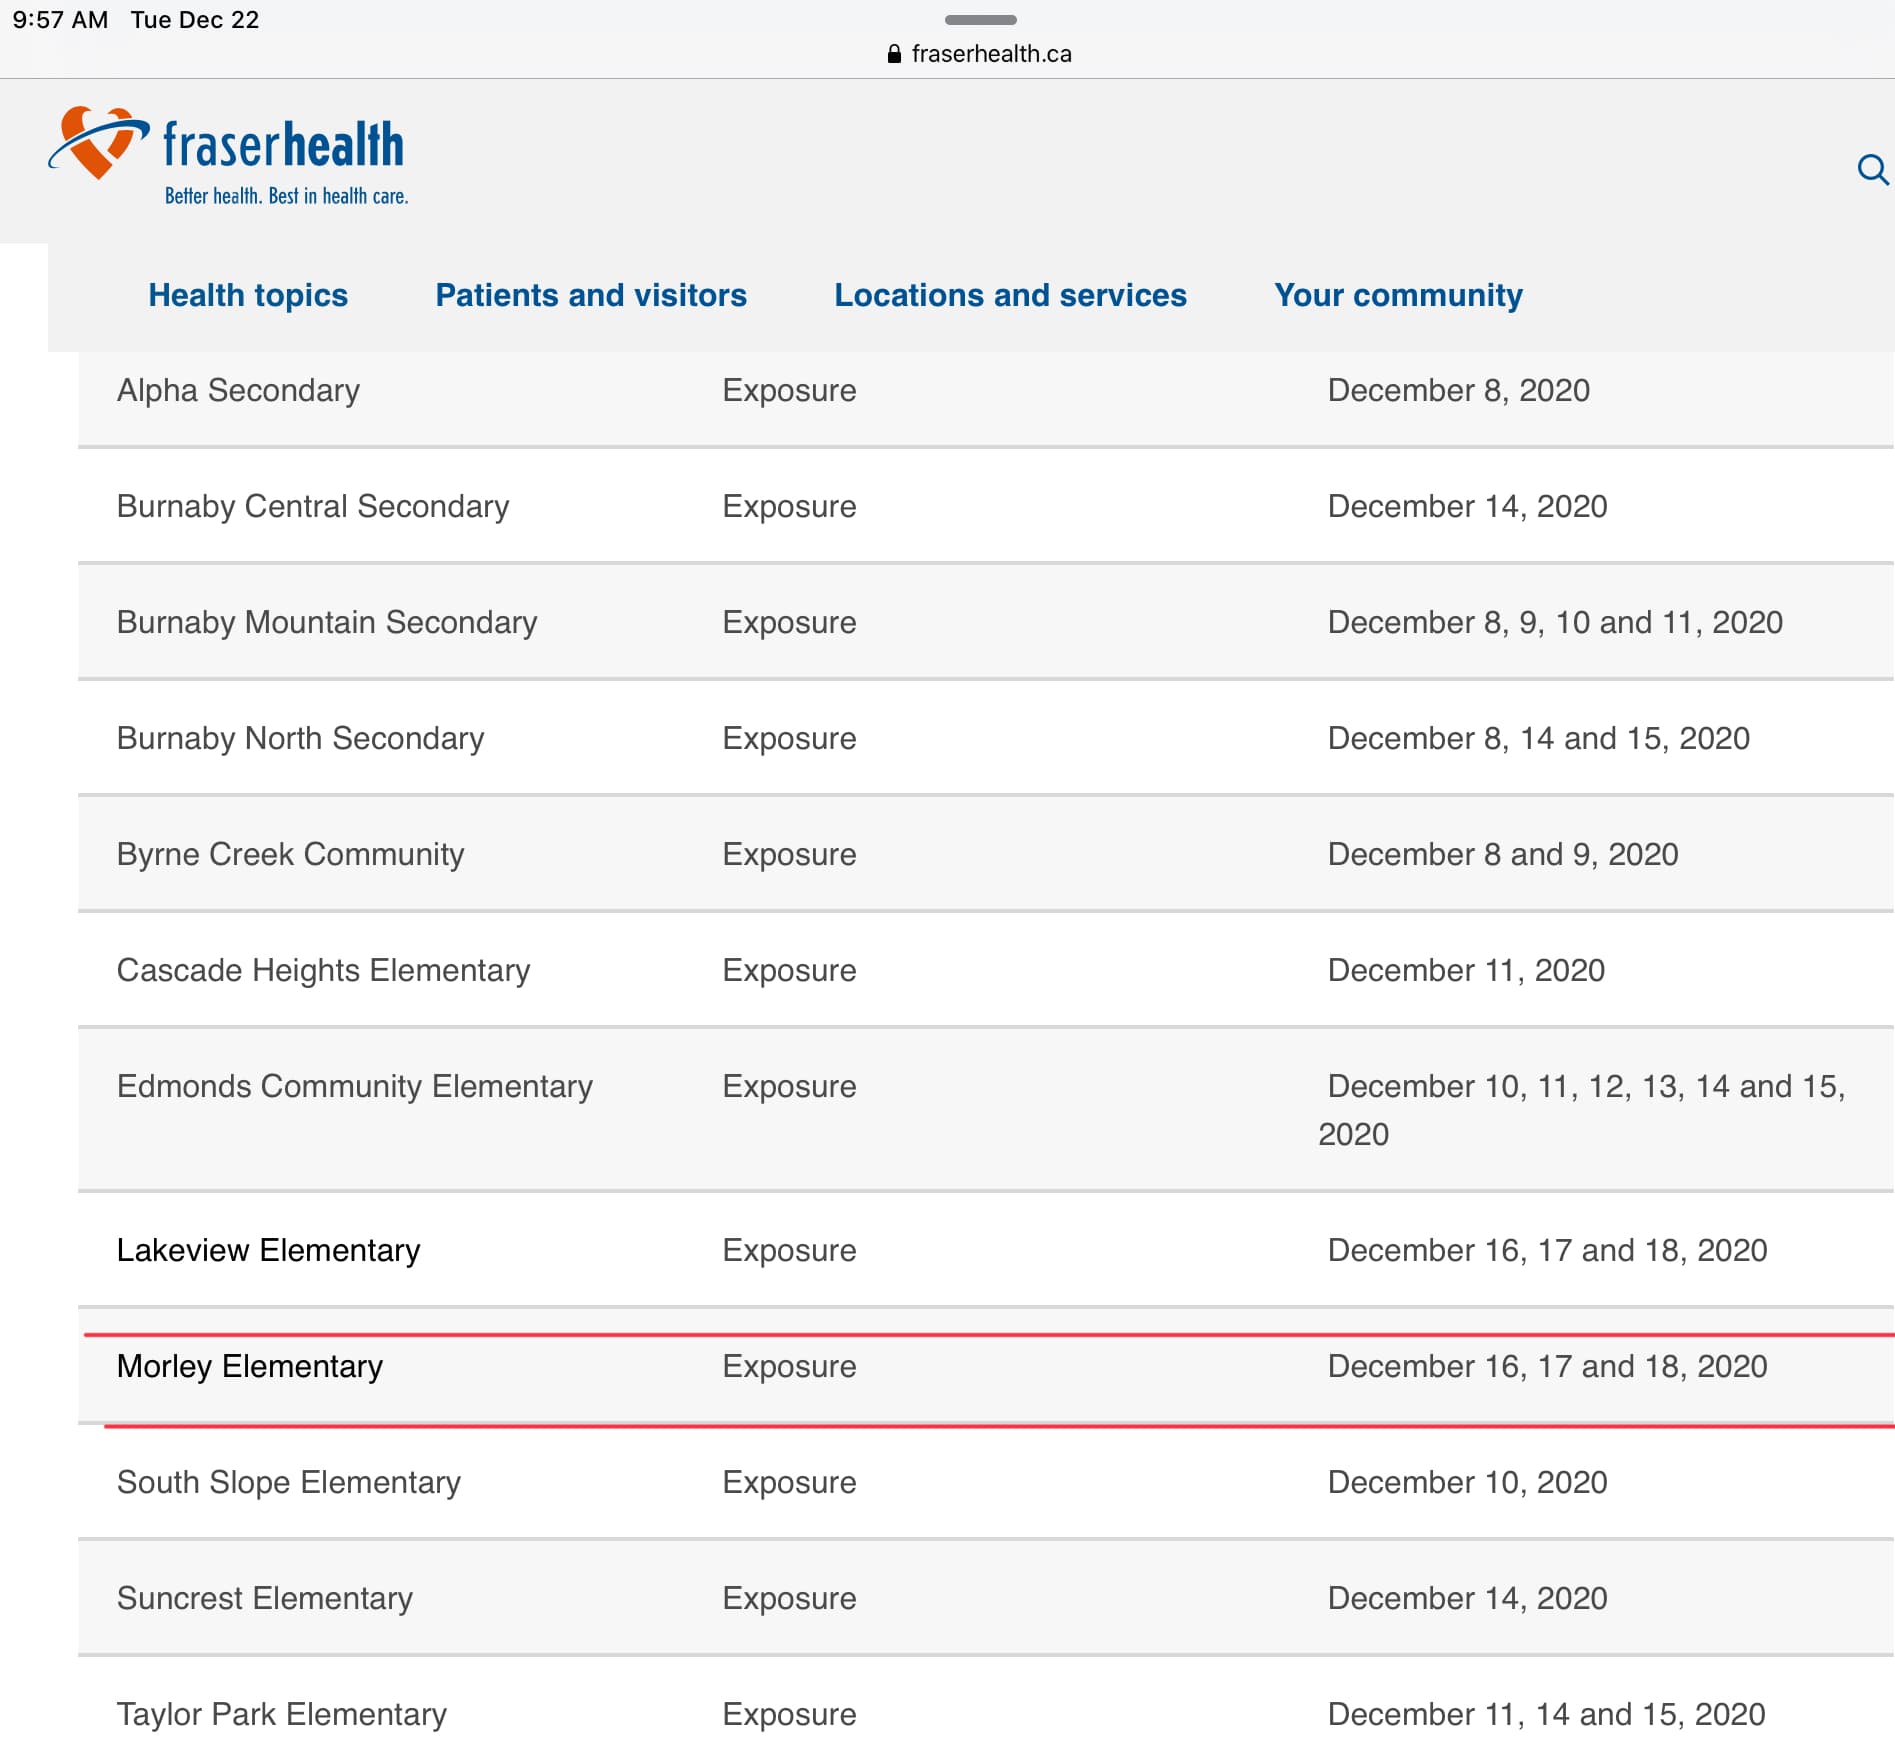 9:57 AM Tue Dec 22
fraserhealth.ca
fraserhealth
Better health. Best in health care.
Health topics Patients and visitors Locations and services Your community
Alpha Secondary Exposure December 8, 2020
Burnaby Central Secondary Exposure December 14, 2020
Burnaby Mountain Secondary Exposure December 8, 9, 10 and 11, 2020
Burnaby North Secondary Exposure December 8, 14 and 15, 2020
Byrne Creek Community Exposure December 8 and 9, 2020
Cascade Heights Elementary Exposure December 11, 2020
Edmonds Community Elementary Exposure December 10, 11, 12, 13, 14 and 15,
2020
Lakeview Elementary Exposure December 16, 17 and 18, 2020
Morley Elementary Exposure December 16, 17 and 18, 2020
South Slope Elementary Exposure December 10, 2020
Suncrest Elementary Exposure December 14, 2020
Taylor Park Elementary Exposure December 11, 14 and 15, 2020